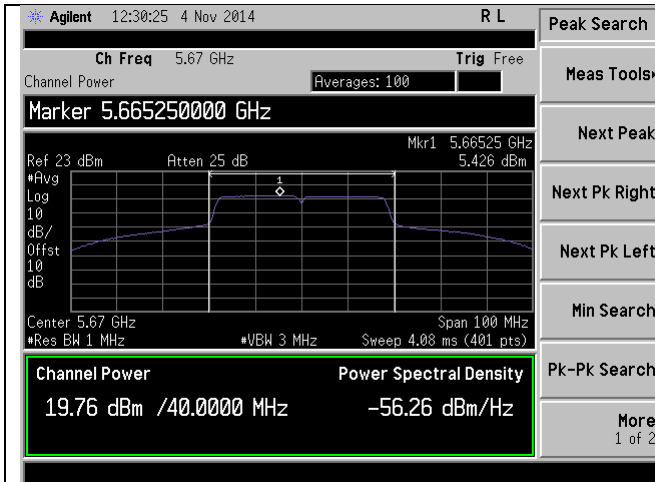 Agilent 12:30:25 4 Nov 2014 R L
Peak Search
Ch Freq 5.67 GHz Trig Free
Channel Power Averages: 100
Meas Tools
Marker 5.665250000 GHz
Next Peak
Mkr1 5.66525 GHz
Ref 23 dBm Atten 25 dB 5.426 dBm
#Avg
Log
10
dB/
Offst
10
dB
1
Next Pk Right
Next Pk Left
Min Search
Center 5.67 GHz Span 100 MHz
#Res BW 1 MHz #VBW 3 MHz Sweep 4.08 ms (401 pts)
Channel Power Power Spectral Density
Pk-Pk Search
19.76 dBm /40.0000 MHz -56.26 dBm/Hz
More
1 of 2